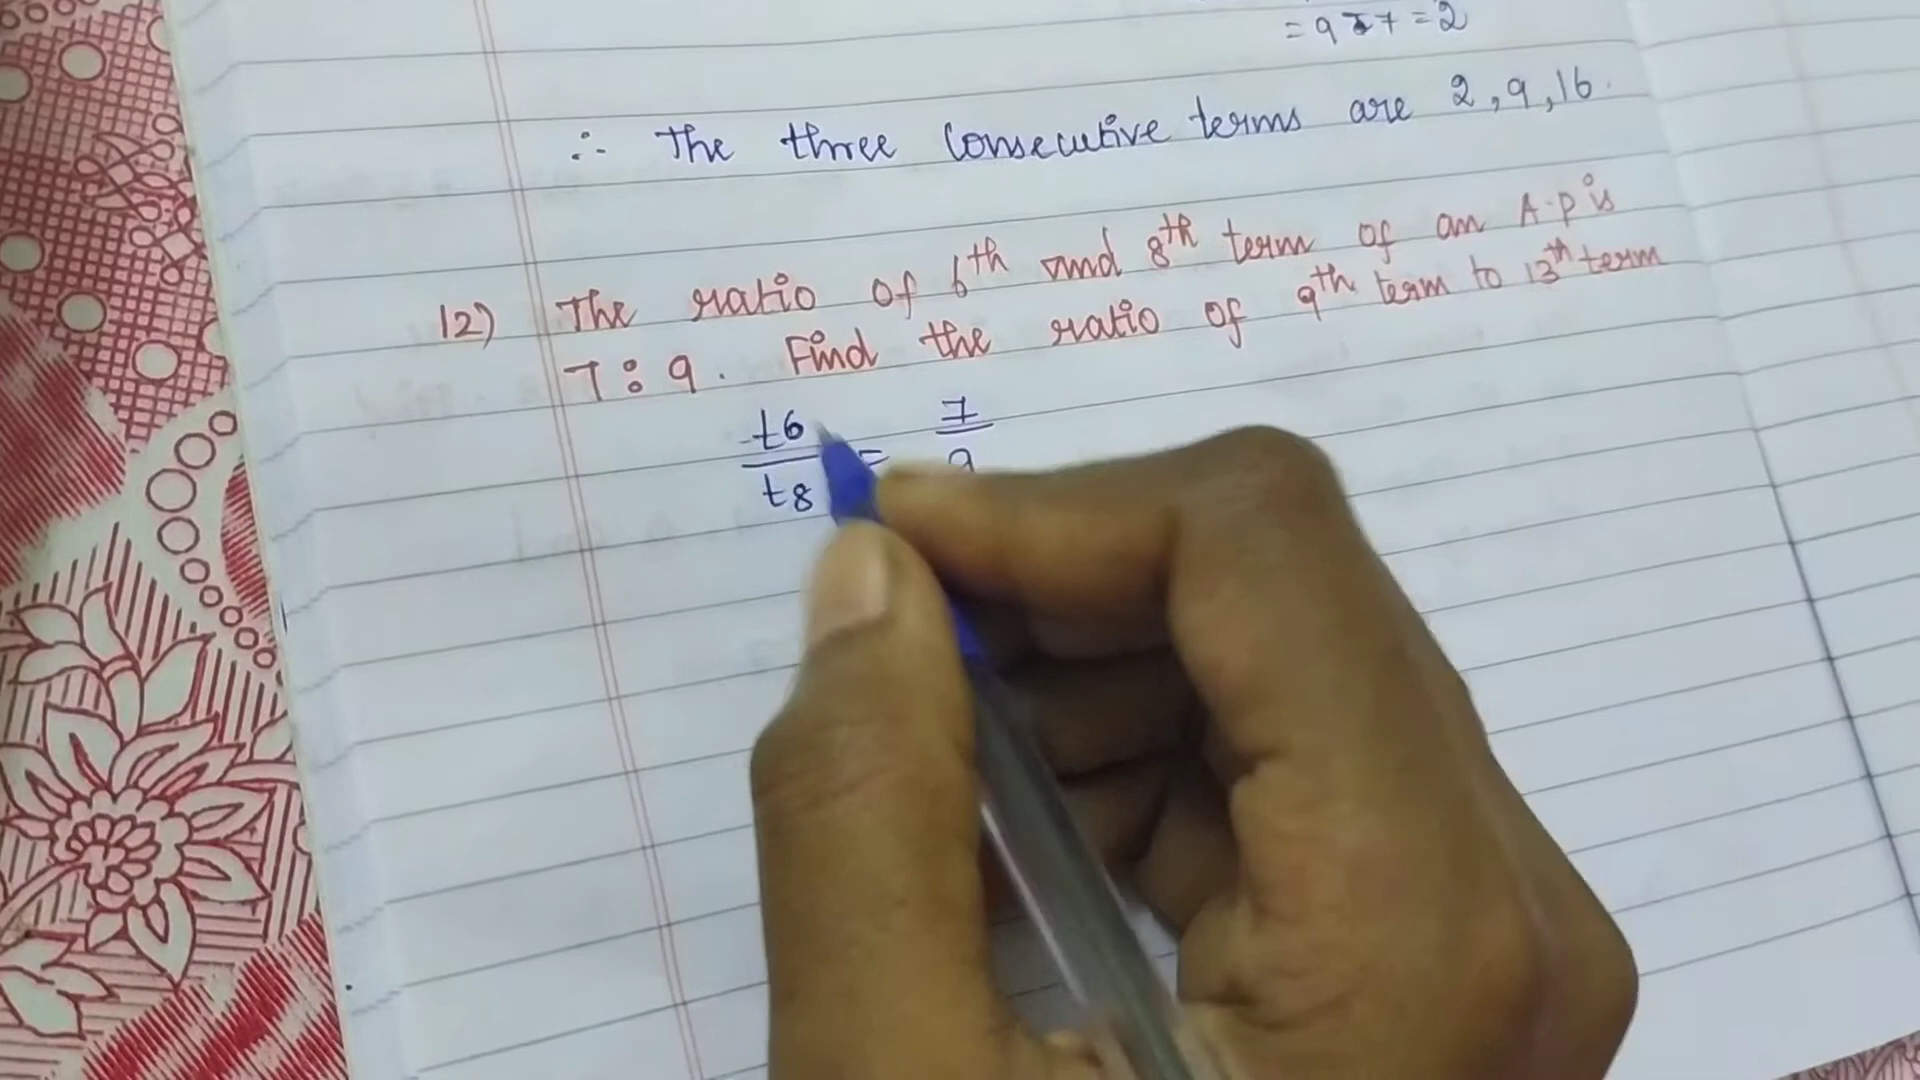 = 9 - 7 = 2
∴ The three consecutive terms are 2, 9, 16.
12) The ratio of 6th and 8th term of an A.P is
7 : 9. Find the ratio of 9th term to 13th term
t6 / t8 = 7 / 9